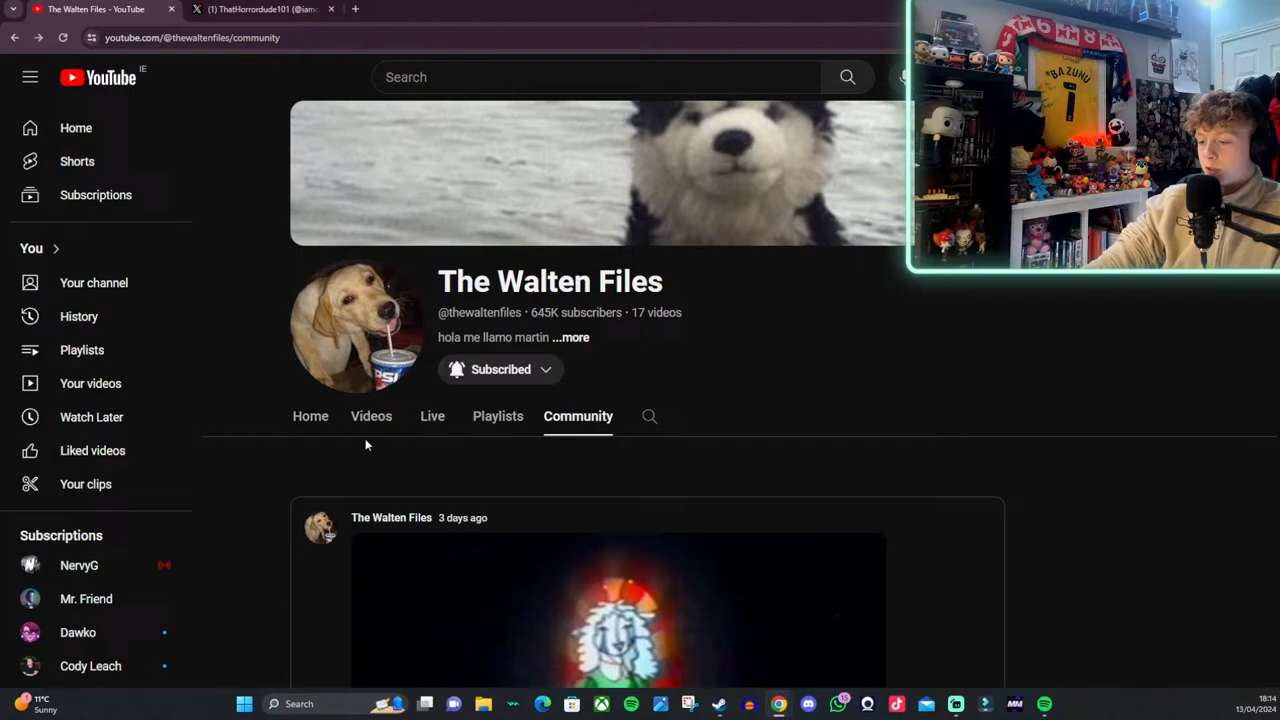 The Walten Files - YouTube
(1) ThatHorrordude101 (@iamc
youtube.com/@thewaltenfiles/community
YouTube IE
Search
Home
Shorts
Subscriptions
You
Your channel
History
Playlists
Your videos
Watch Later
Liked videos
Your clips
Subscriptions
NervyG
Mr. Friend
Dawko
Cody Leach
The Walten Files
@thewaltenfiles · 645K subscribers · 17 videos
hola me llamo martin ...more
Subscribed
Home Videos Live Playlists Community
The Walten Files 3 days ago
BAZUNU
1
11°C
Sunny
Search
15
MM
18:14
13/04/2024